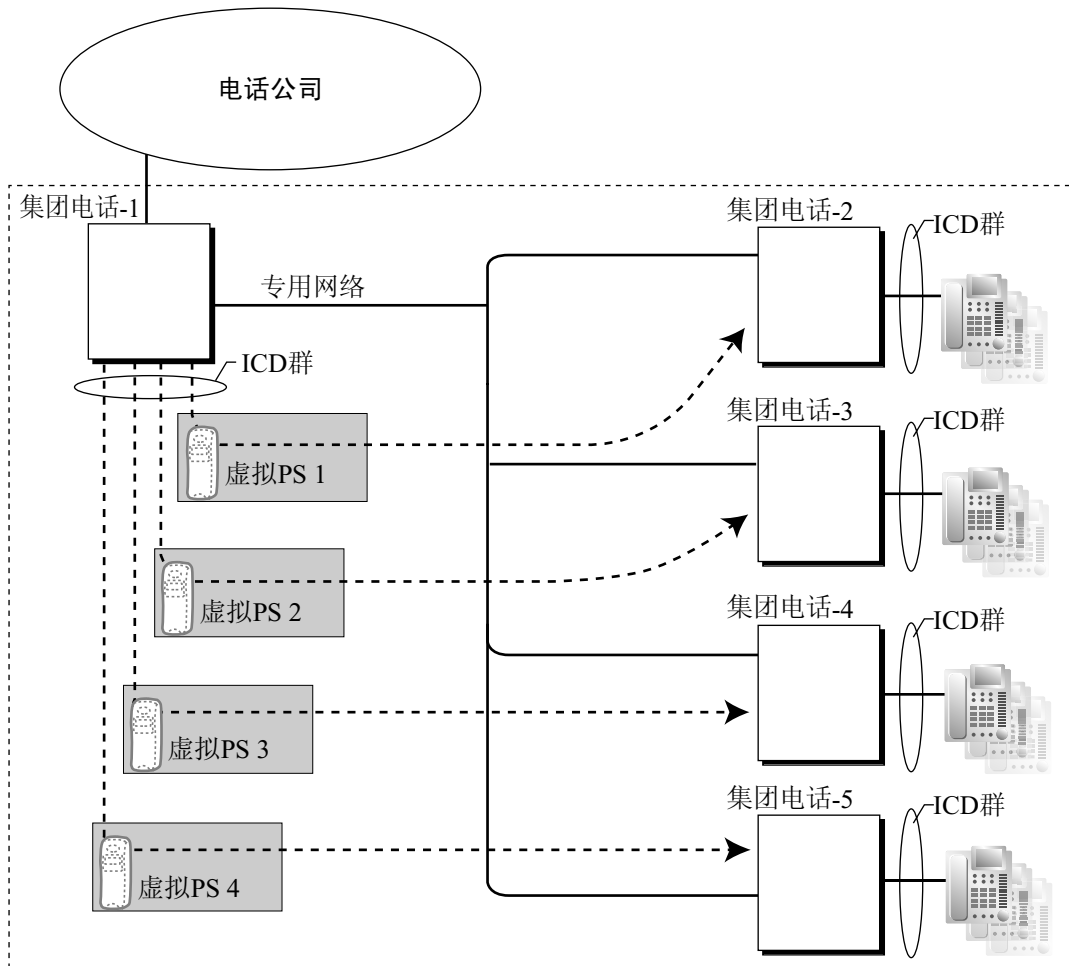 电话公司
集团电话-1
集团电话-2
ICD群
专用网络
ICD群
集团电话-3
ICD群
虚拟PS 1
虚拟PS 2
集团电话-4
ICD群
虚拟PS 3
集团电话-5
ICD群
虚拟PS 4